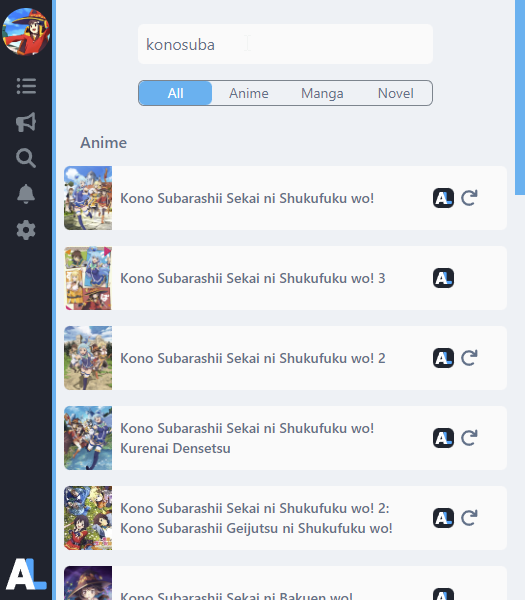 konosuba
All Anime Manga Novel
Anime
Kono Subarashii Sekai ni Shukufuku wo!
Kono Subarashii Sekai ni Shukufuku wo! 3
Kono Subarashii Sekai ni Shukufuku wo! 2
Kono Subarashii Sekai ni Shukufuku wo!
Kurenai Densetsu
Kono Subarashii Sekai ni Shukufuku wo! 2:
Kono Subarashii Geijutsu ni Shukufuku wo!
Kono Subarashii Sekai ni Bakuen wo!
AL